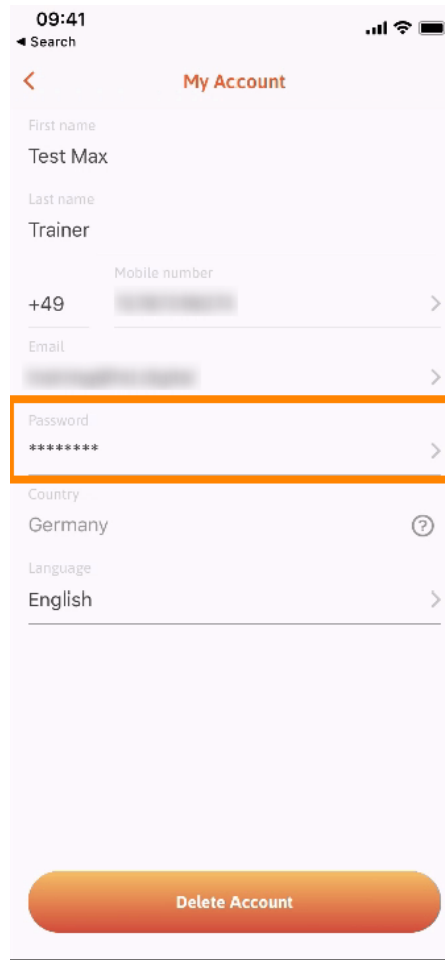 09:41
◀ Search
My Account
First name
Test Max
Last name
Trainer
Mobile number
+49
Email
Password
********
Country
Germany
Language
English
Delete Account